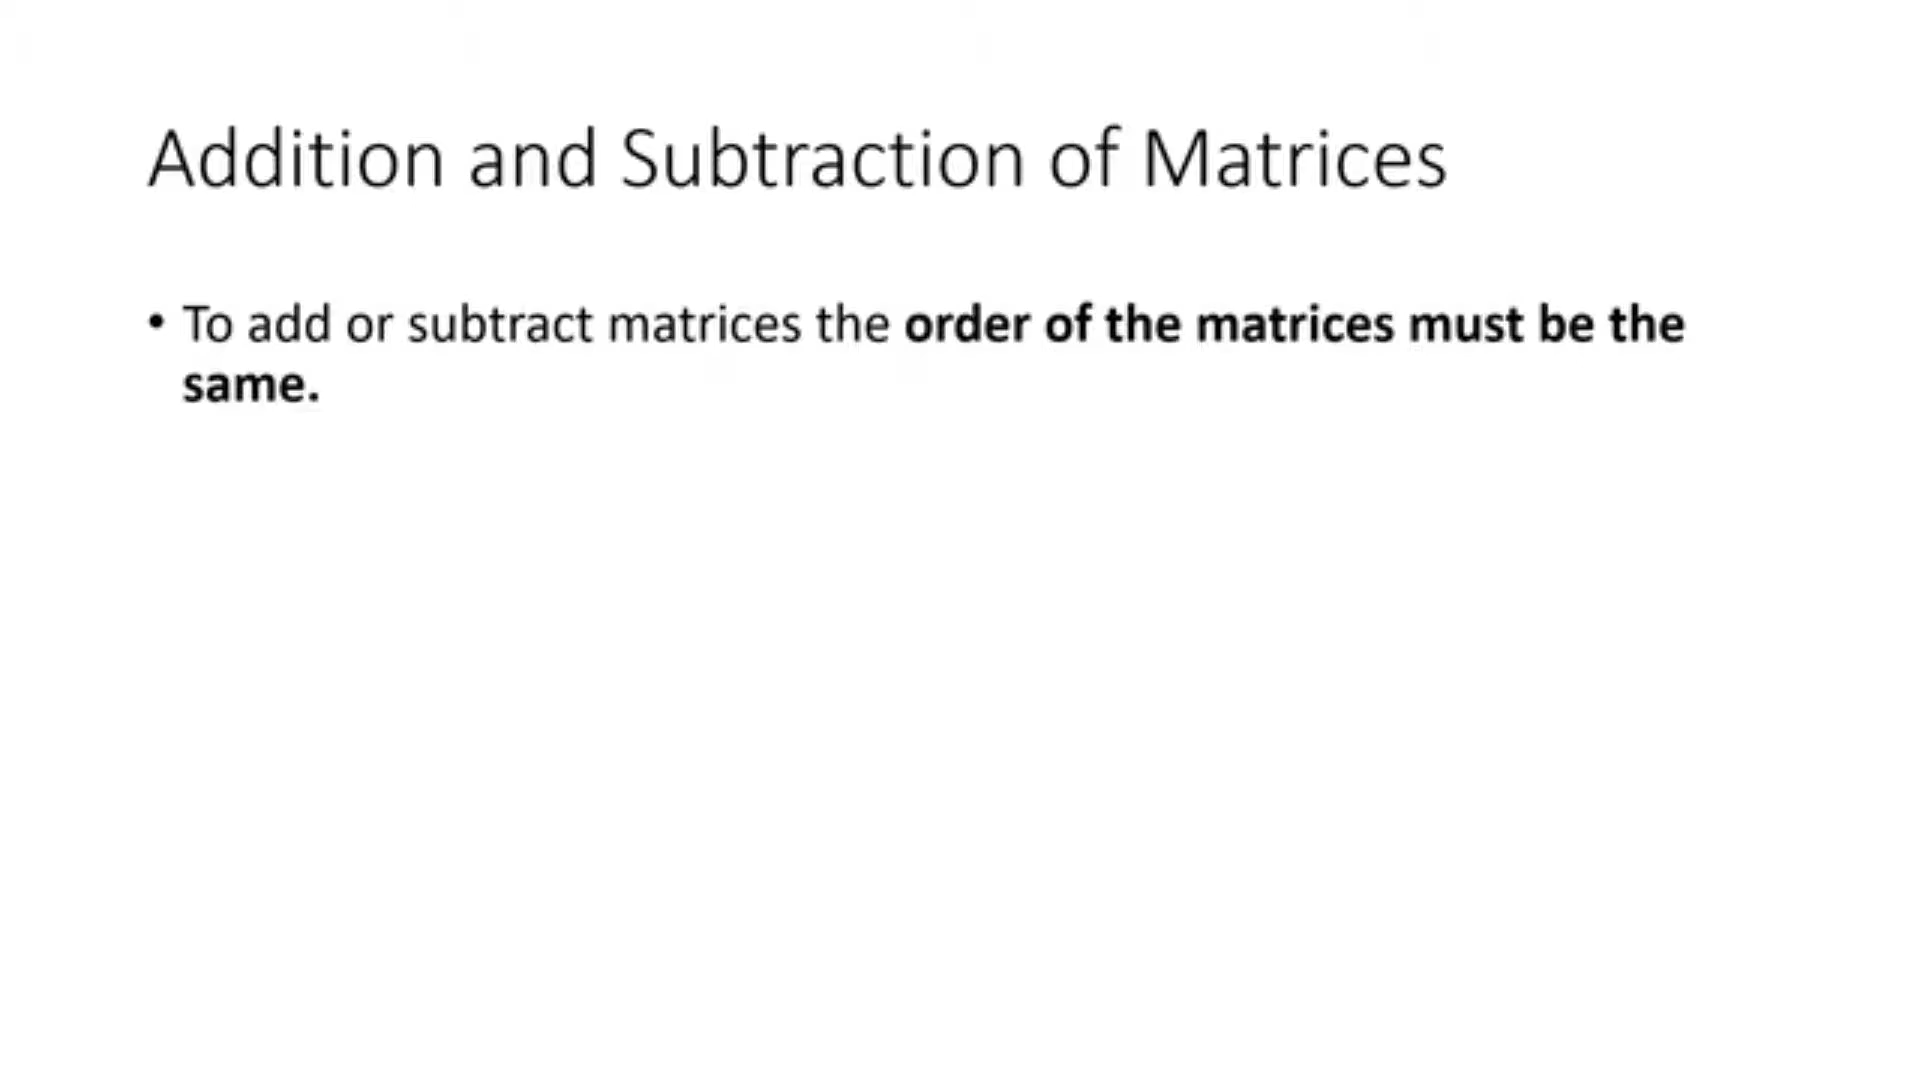 Addition and Subtraction of Matrices
• To add or subtract matrices the order of the matrices must be the
same.